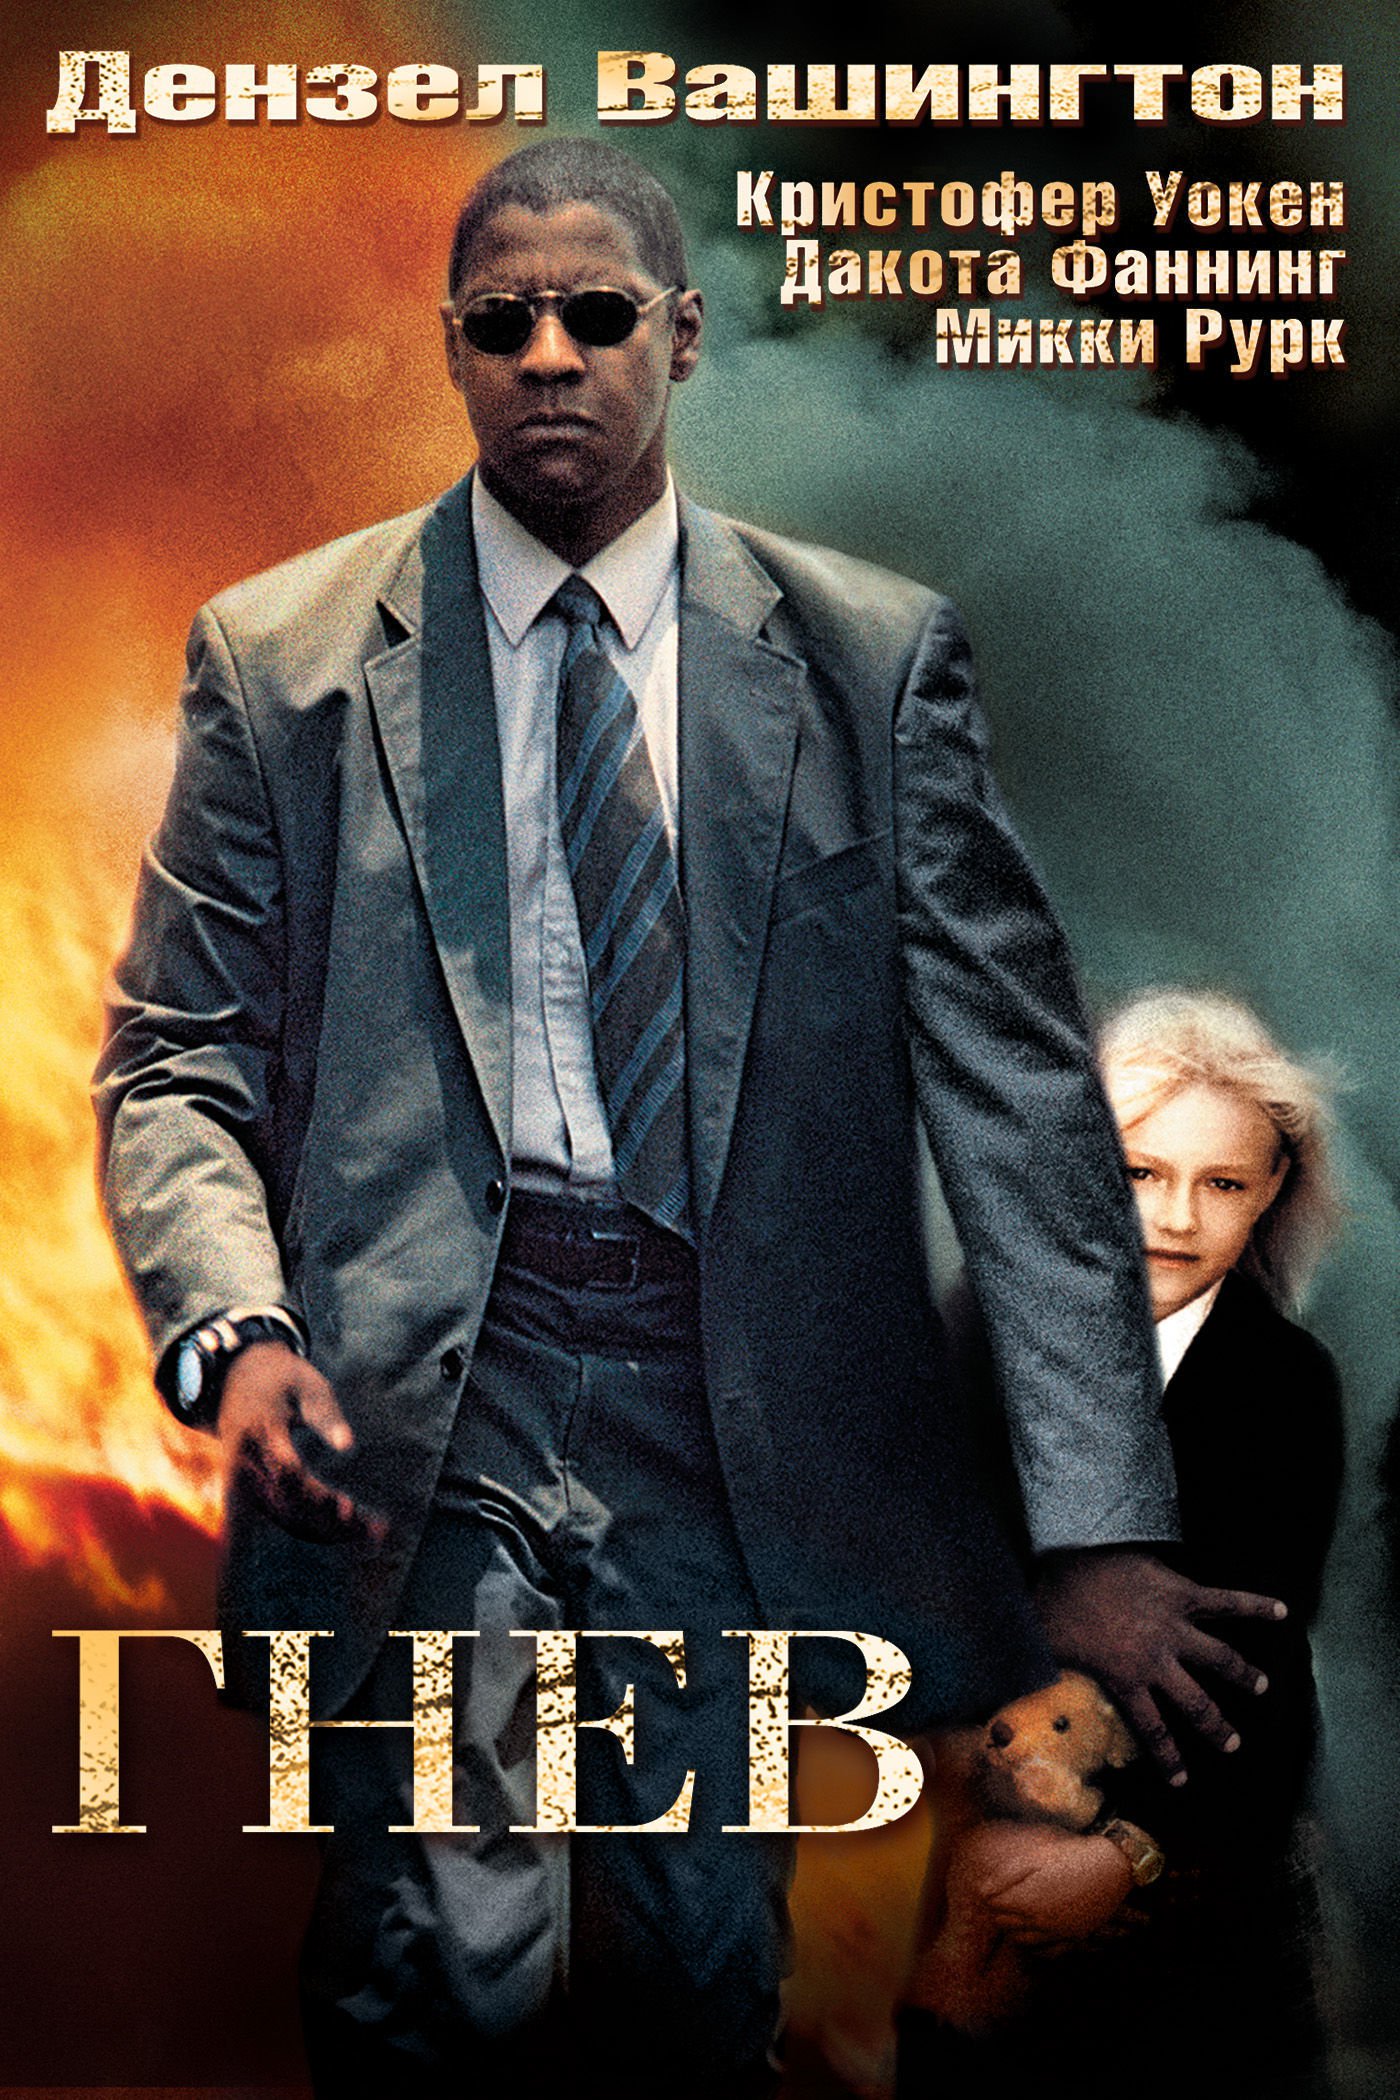 Дензел Вашингтон
Кристофер Уокен
Дакота Фаннинг
Микки Рурк
ГНЕВ